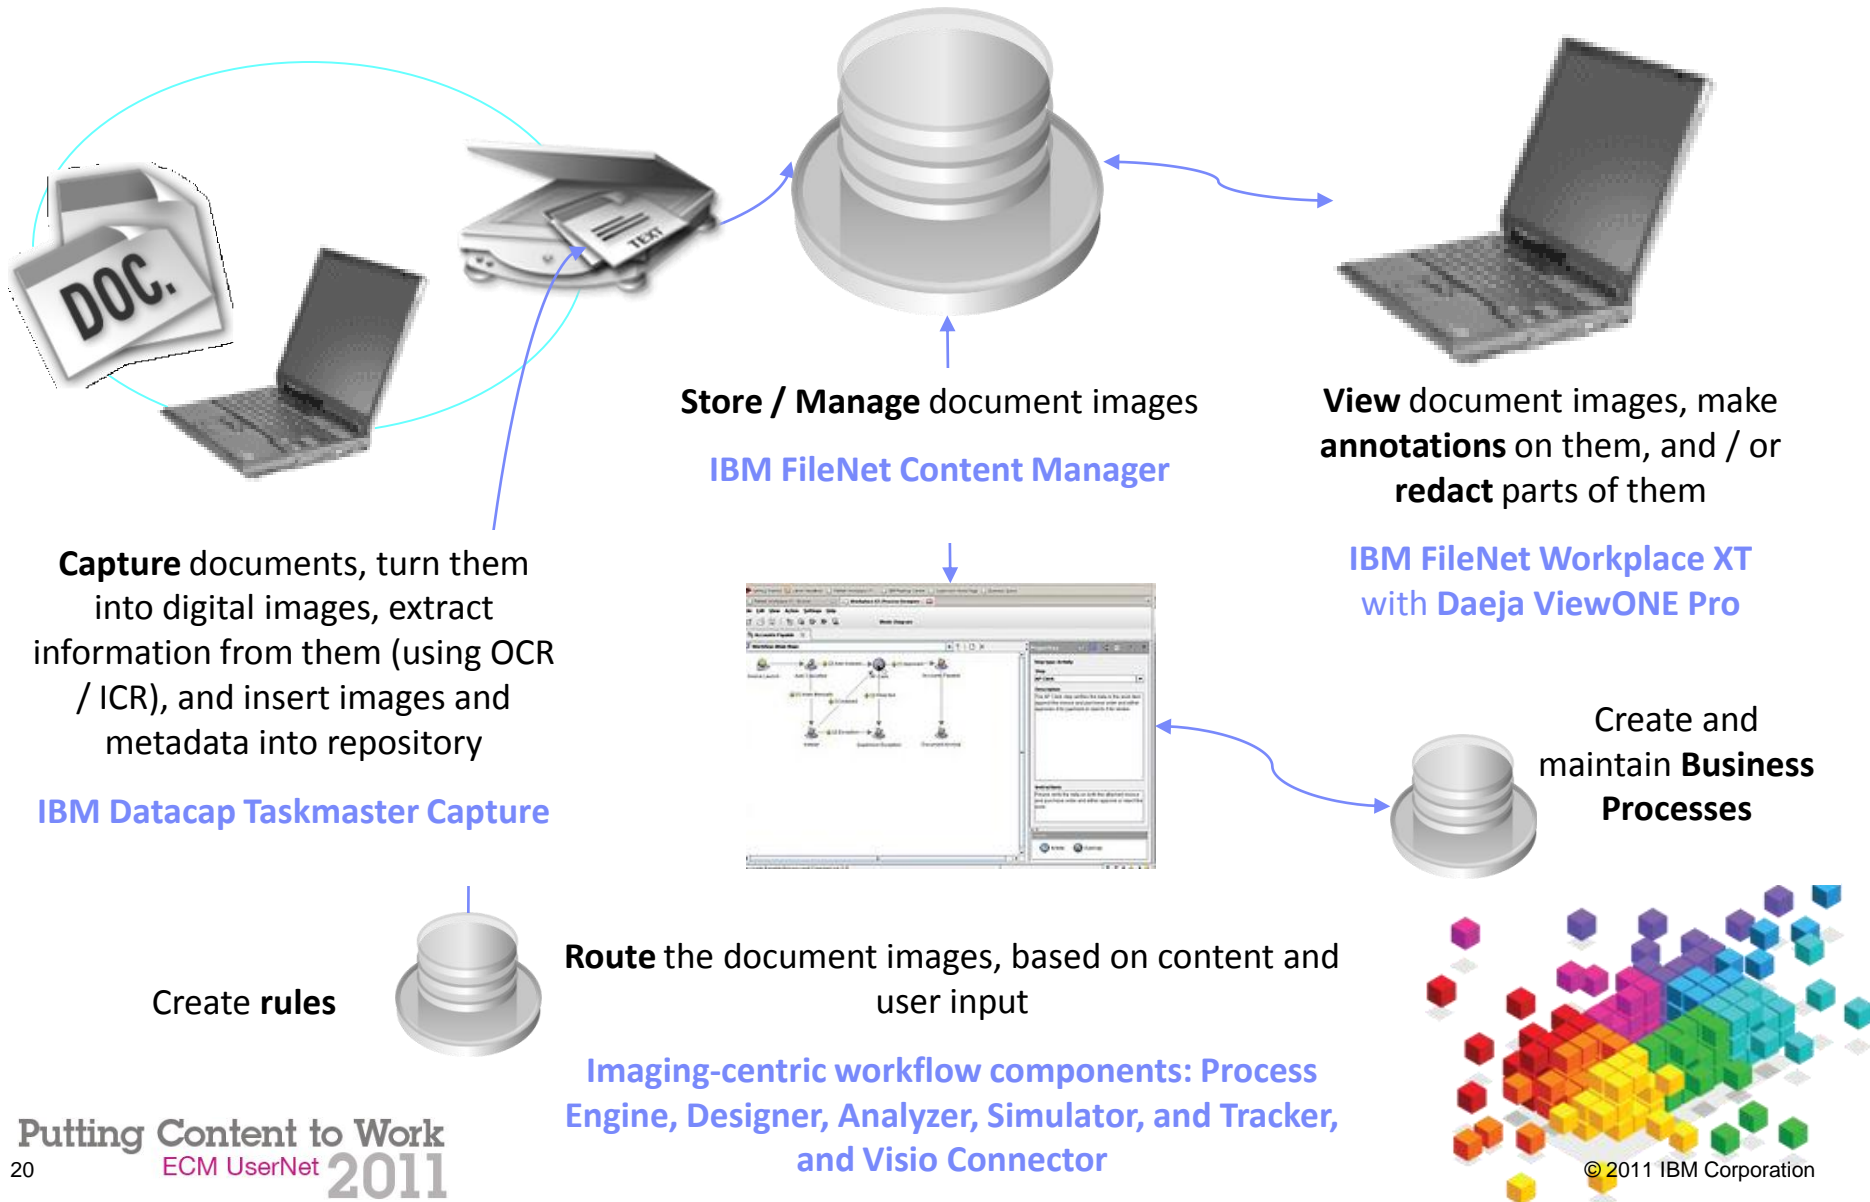 DOC.
TEXT
Store / Manage document images
IBM FileNet Content Manager
View document images, make
annotations on them, and / or
redact parts of them
IBM FileNet Workplace XT
with Daeja ViewONE Pro
Capture documents, turn them
into digital images, extract
information from them (using OCR
/ ICR), and insert images and
metadata into repository
IBM Datacap Taskmaster Capture
Create and
maintain Business
Processes
Create rules
Route the document images, based on content and
user input
Imaging-centric workflow components: Process
Engine, Designer, Analyzer, Simulator, and Tracker,
and Visio Connector
Putting Content to Work
ECM UserNet 2011
20
© 2011 IBM Corporation